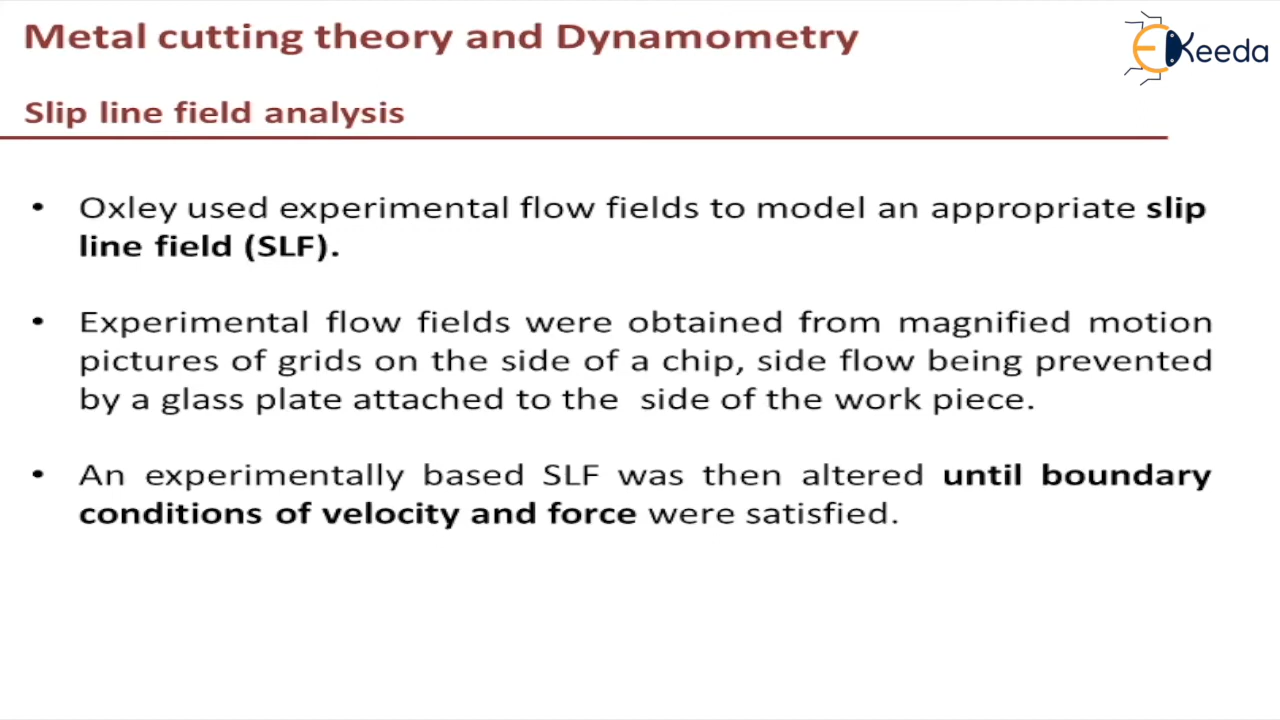 Metal cutting theory and Dynamometry
EKeeda
Slip line field analysis
• Oxley used experimental flow fields to model an appropriate slip
line field (SLF).
• Experimental flow fields were obtained from magnified motion
pictures of grids on the side of a chip, side flow being prevented
by a glass plate attached to the side of the work piece.
• An experimentally based SLF was then altered until boundary
conditions of velocity and force were satisfied.